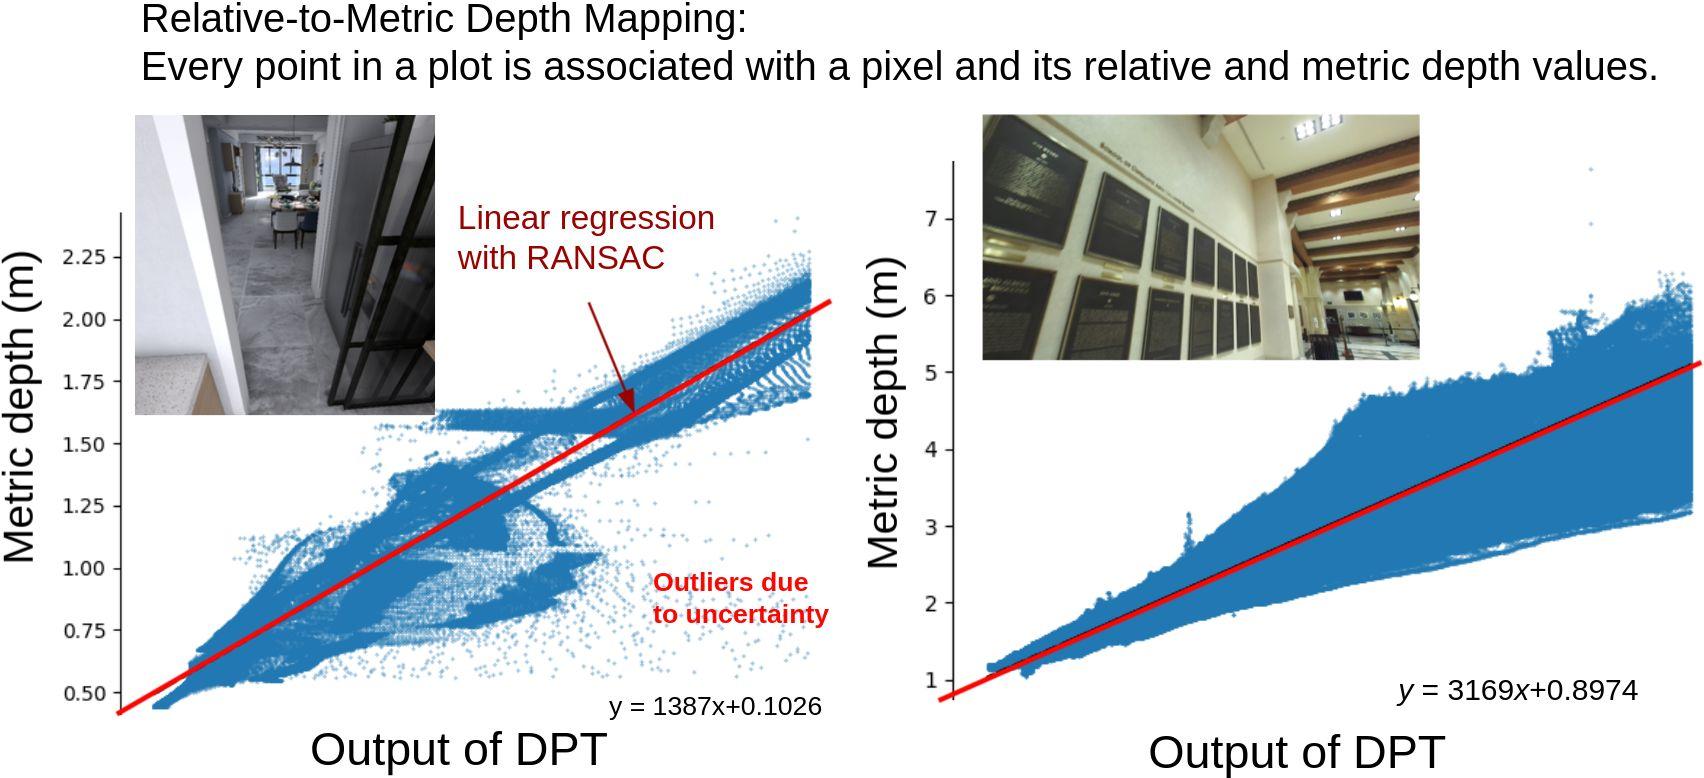 Relative-to-Metric Depth Mapping:
Every point in a plot is associated with a pixel and its relative and metric depth values.
Metric depth (m)
2.25
2.00
1.75
1.50
1.25
1.00
0.75
0.50
Linear regression
with RANSAC
Outliers due
to uncertainty
y = 1387x+0.1026
Output of DPT
Metric depth (m)
7
6
5
4
3
2
1
y = 3169x+0.8974
Output of DPT